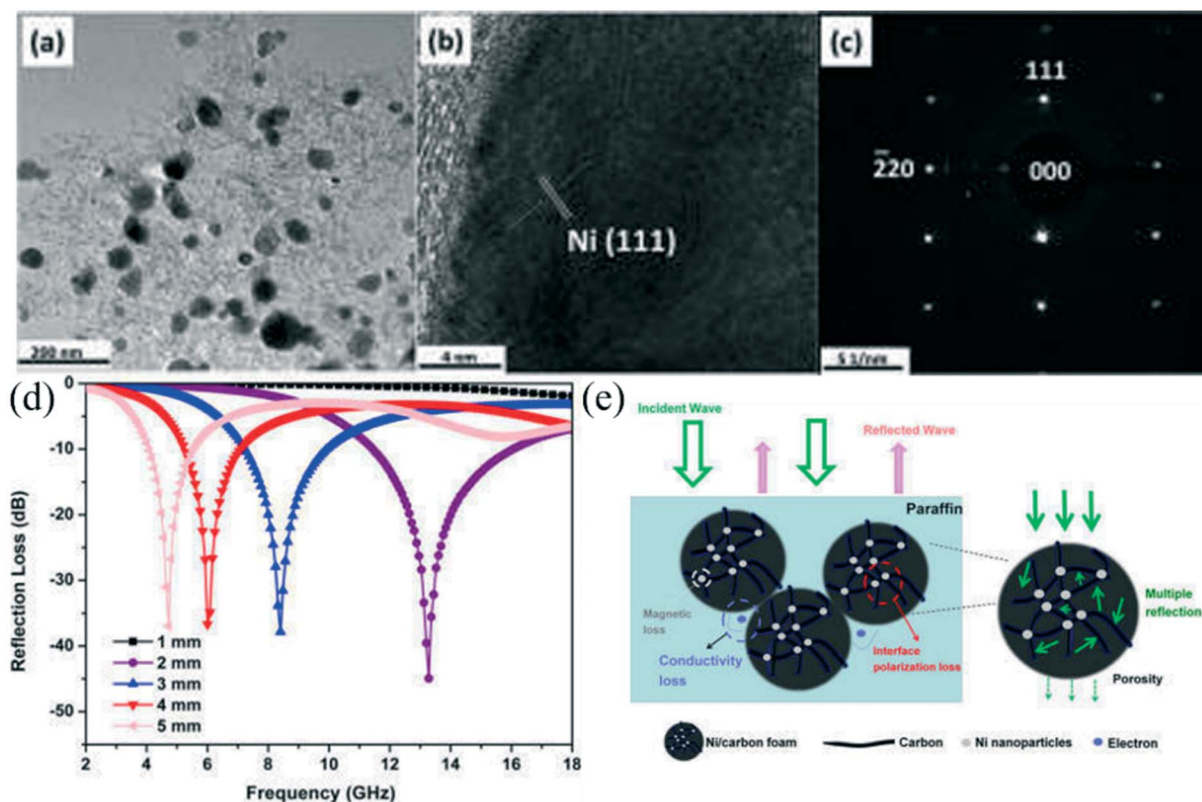 (a)
200 nm
(b)
Ni (111)
4 nm
(c)
111
2̅20
000
5 1/nm
(d)
Reflection Loss (dB)
0
-10
-20
-30
-40
-50
1 mm
2 mm
3 mm
4 mm
5 mm
2 4 6 8 10 12 14 16 18
Frequency (GHz)
(e)
Incident Wave
Reflected Wave
Paraffin
Magnetic
loss
Conductivity
loss
Interface
polarization loss
Multiple
reflection
Porosity
Ni/carbon foam
Carbon
Ni nanoparticles
Electron